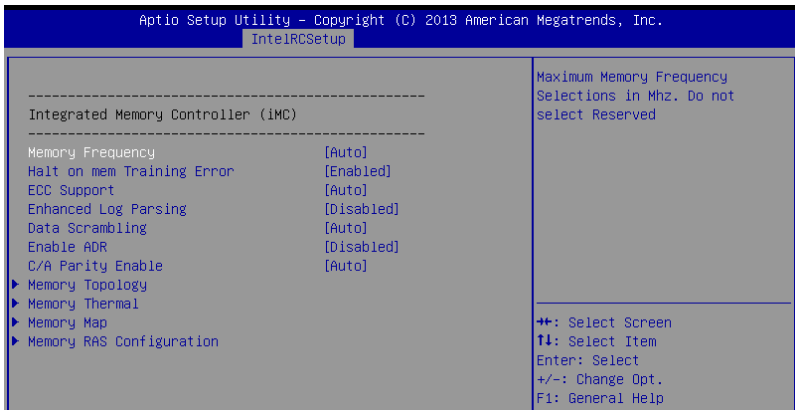 Aptio Setup Utility – Copyright (C) 2013 American Megatrends, Inc.
IntelRCSetup
--------------------------------------------------
Integrated Memory Controller (iMC)
--------------------------------------------------
Memory Frequency [Auto]
Halt on mem Training Error [Enabled]
ECC Support [Auto]
Enhanced Log Parsing [Disabled]
Data Scrambling [Auto]
Enable ADR [Disabled]
C/A Parity Enable [Auto]
Memory Topology
Memory Thermal
Memory Map
Memory RAS Configuration
Maximum Memory Frequency
Selections in Mhz. Do not
select Reserved
→←: Select Screen
↑↓: Select Item
Enter: Select
+/-: Change Opt.
F1: General Help